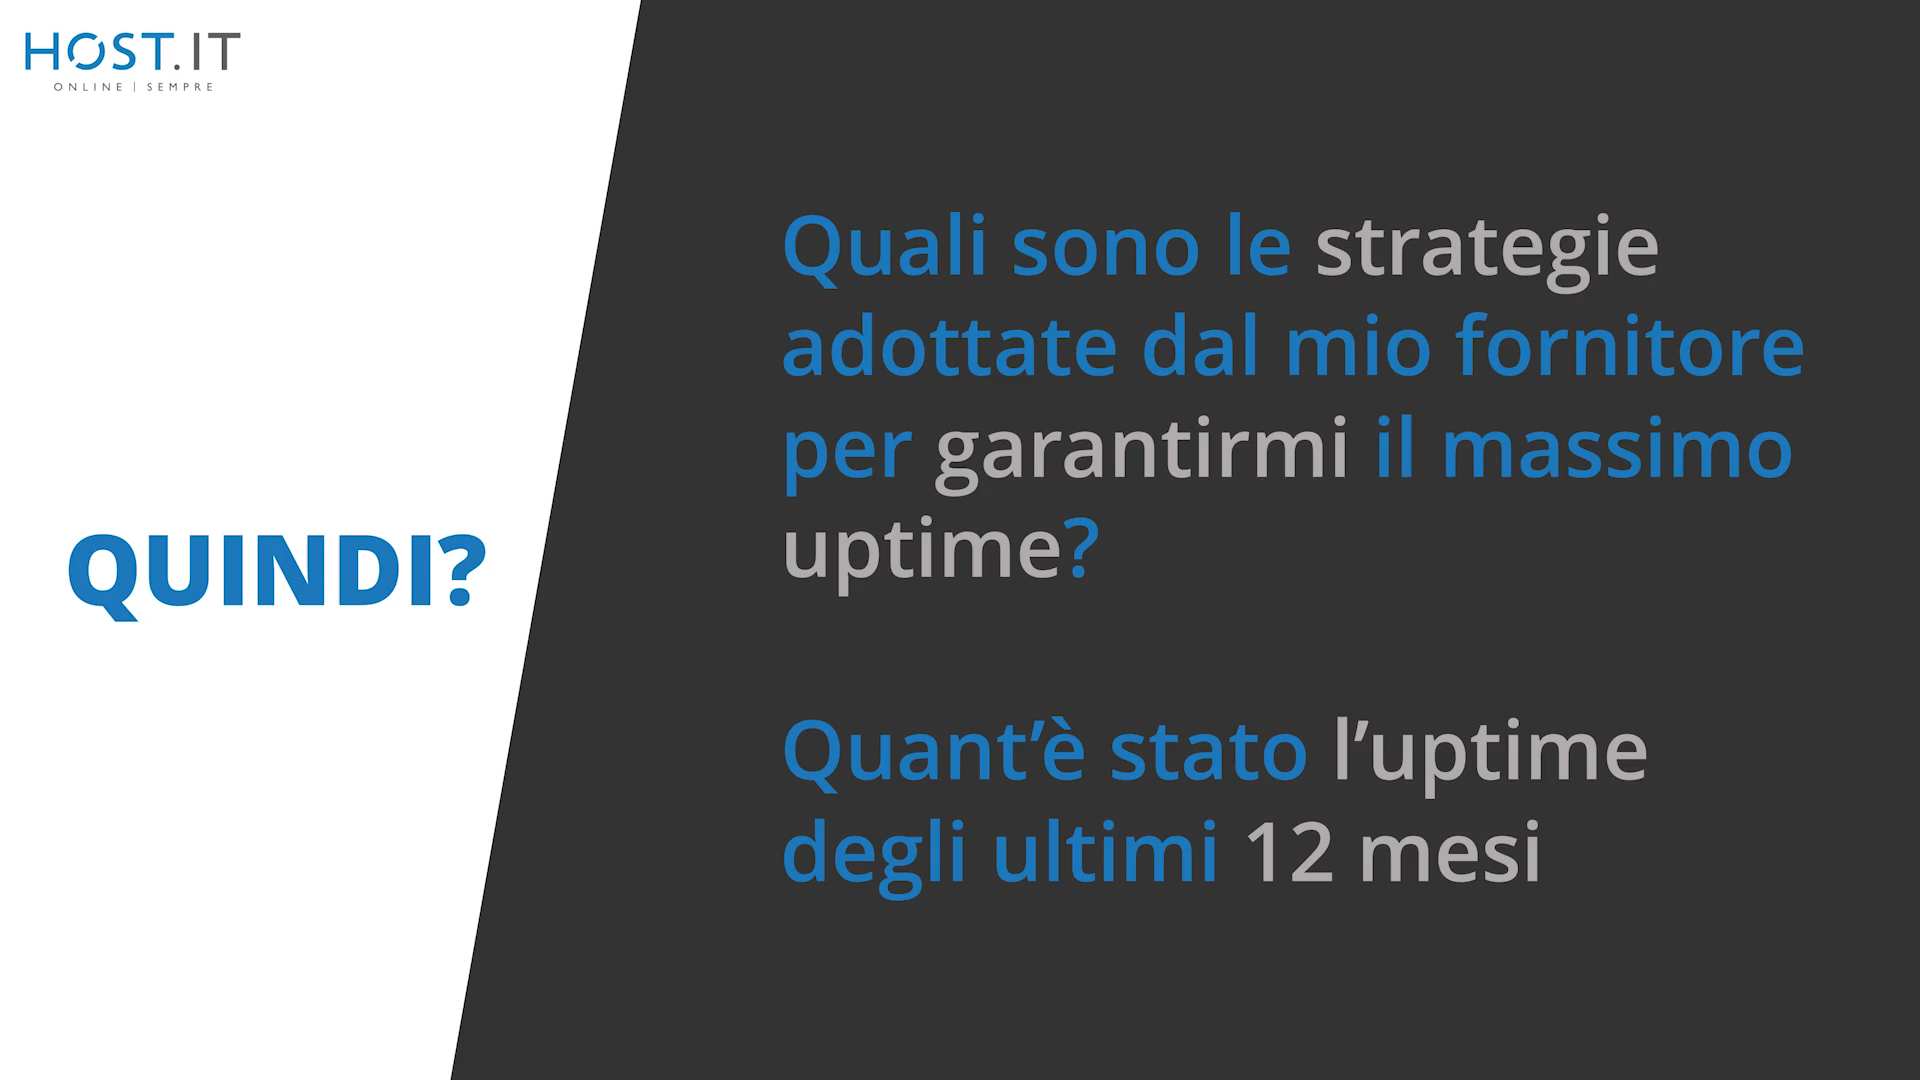 HOST.IT
ONLINE | SEMPRE
QUINDI?
Quali sono le strategie
adottate dal mio fornitore
per garantirmi il massimo
uptime?
Quant’è stato l’uptime
degli ultimi 12 mesi